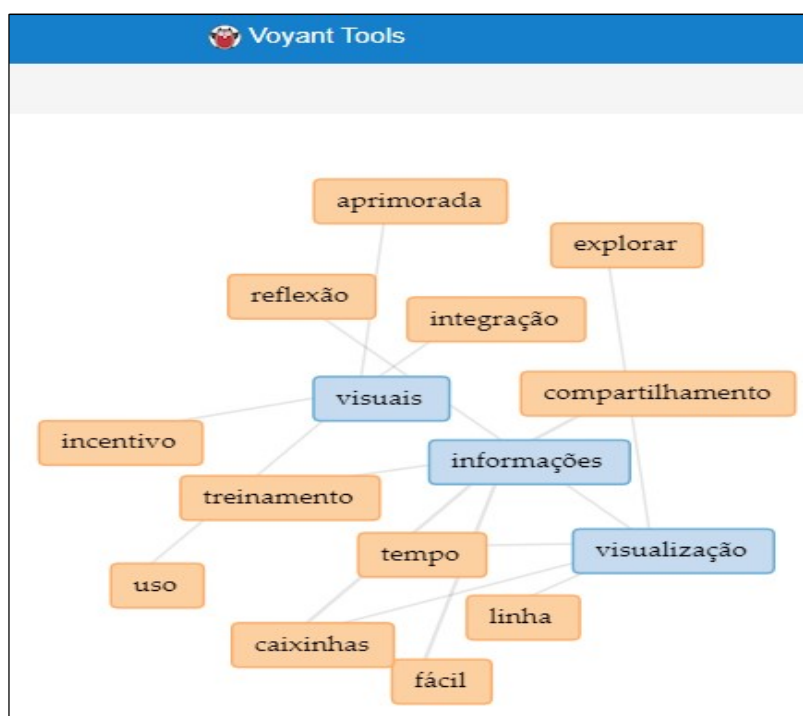 Voyant Tools
aprimorada
explorar
reflexão
integração
visuais
compartilhamento
incentivo
informações
treinamento
tempo
visualização
uso
linha
caixinhas
fácil